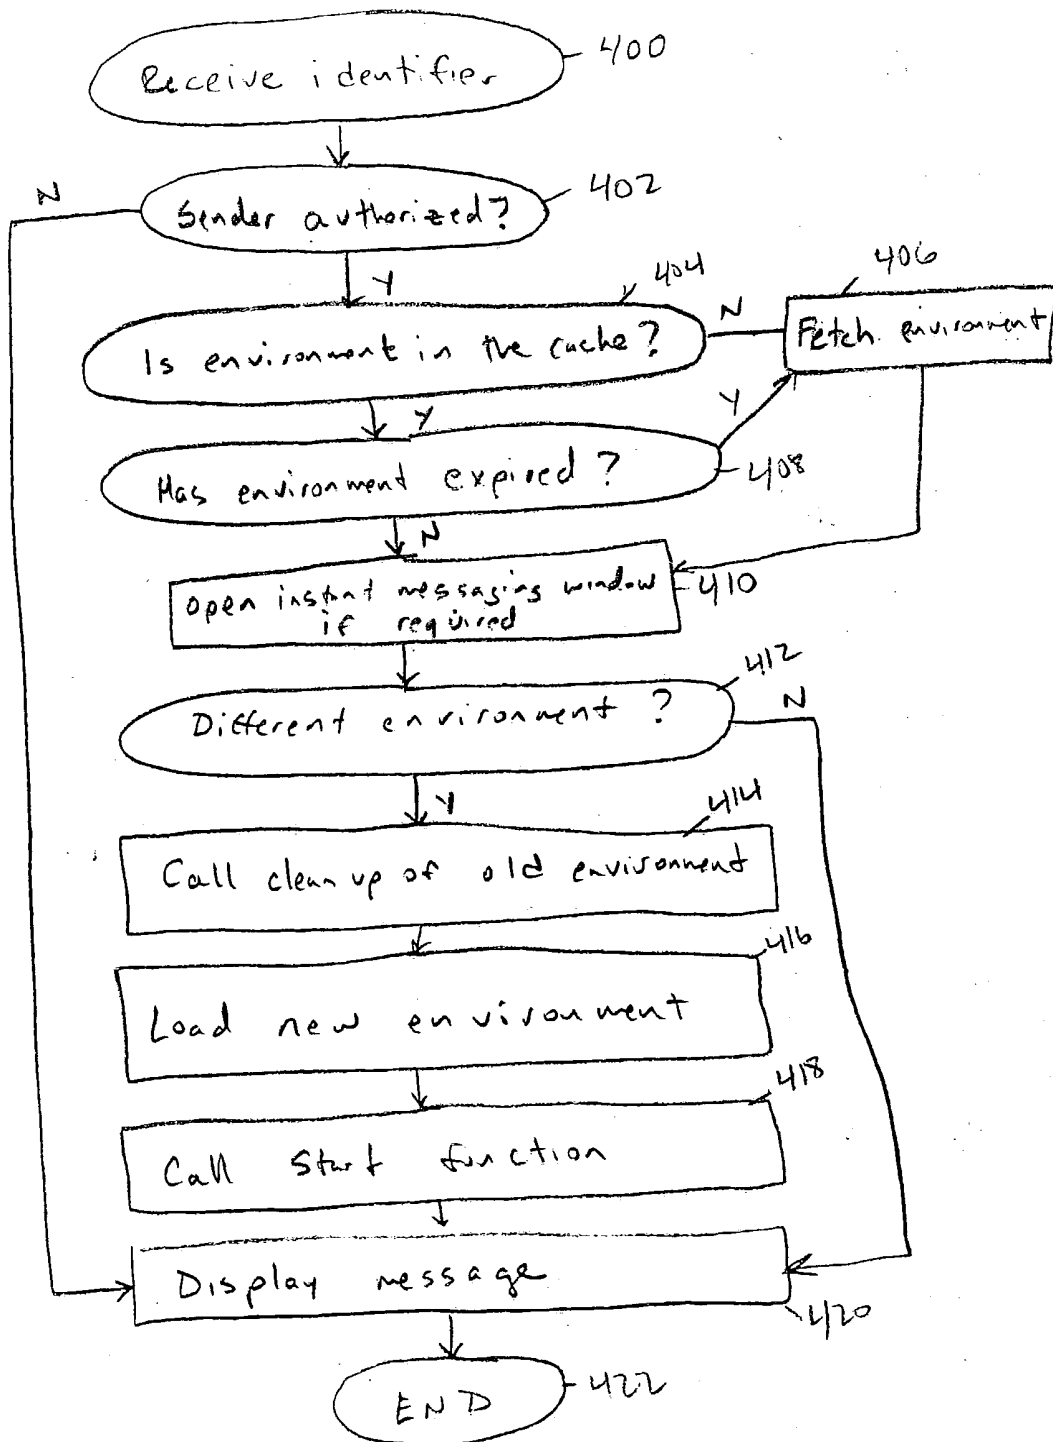 Receive identifier
400
Sender authorized?
402
N
Y
Is environment in the cache?
404
N
Fetch environment
406
Y
Has environment expired?
408
Y
N
Open instant messaging window
if required
410
Different environment?
412
N
Y
Call clean up of old environment
414
Load new environment
416
Call Start function
418
Display message
420
END
422